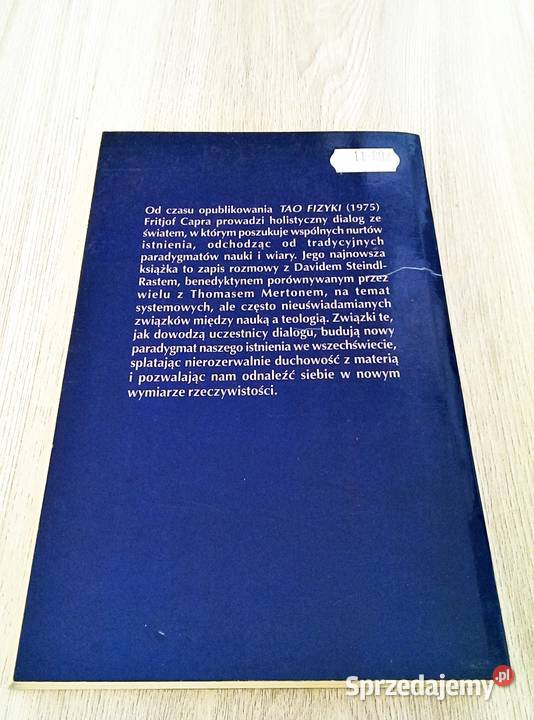 Od czasu opublikowania TAO FIZYKI (1975)
Fritjof Capra prowadzi holistyczny dialog ze
światem, w którym poszukuje wspólnych nurtów
istnienia, odchodząc od tradycyjnych
paradygmatów nauki i wiary. Jego najnowsza
książka to zapis rozmowy z Davidem Steindl-
Rastem, benedyktynem porównywanym przez
wielu z Thomasem Mertonem, na temat
systemowych, ale często nieuświadamianych
związków między nauką a teologią. Związki te,
jak dowodzą uczestnicy dialogu, budują nowy
paradygmat naszego istnienia we wszechświecie,
splatając nierozerwalnie duchowość z materią
i pozwalając nam odnaleźć siebie w nowym
wymiarze rzeczywistości.
Sprzedajemy.pl